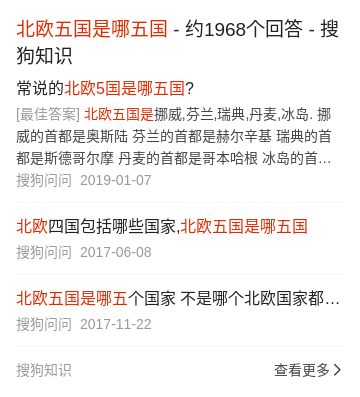 北欧五国是哪五国 - 约1968个回答 - 搜
狗知识
常说的北欧5国是哪五国?
[最佳答案] 北欧五国是挪威,芬兰,瑞典,丹麦,冰岛. 挪
威的首都是奥斯陆 芬兰的首都是赫尔辛基 瑞典的首
都是斯德哥尔摩 丹麦的首都是哥本哈根 冰岛的首…
搜狗问问 2019-01-07
北欧四国包括哪些国家,北欧五国是哪五国
搜狗问问 2017-06-08
北欧五国是哪五个国家 不是哪个北欧国家都…
搜狗问问 2017-11-22
搜狗知识 查看更多